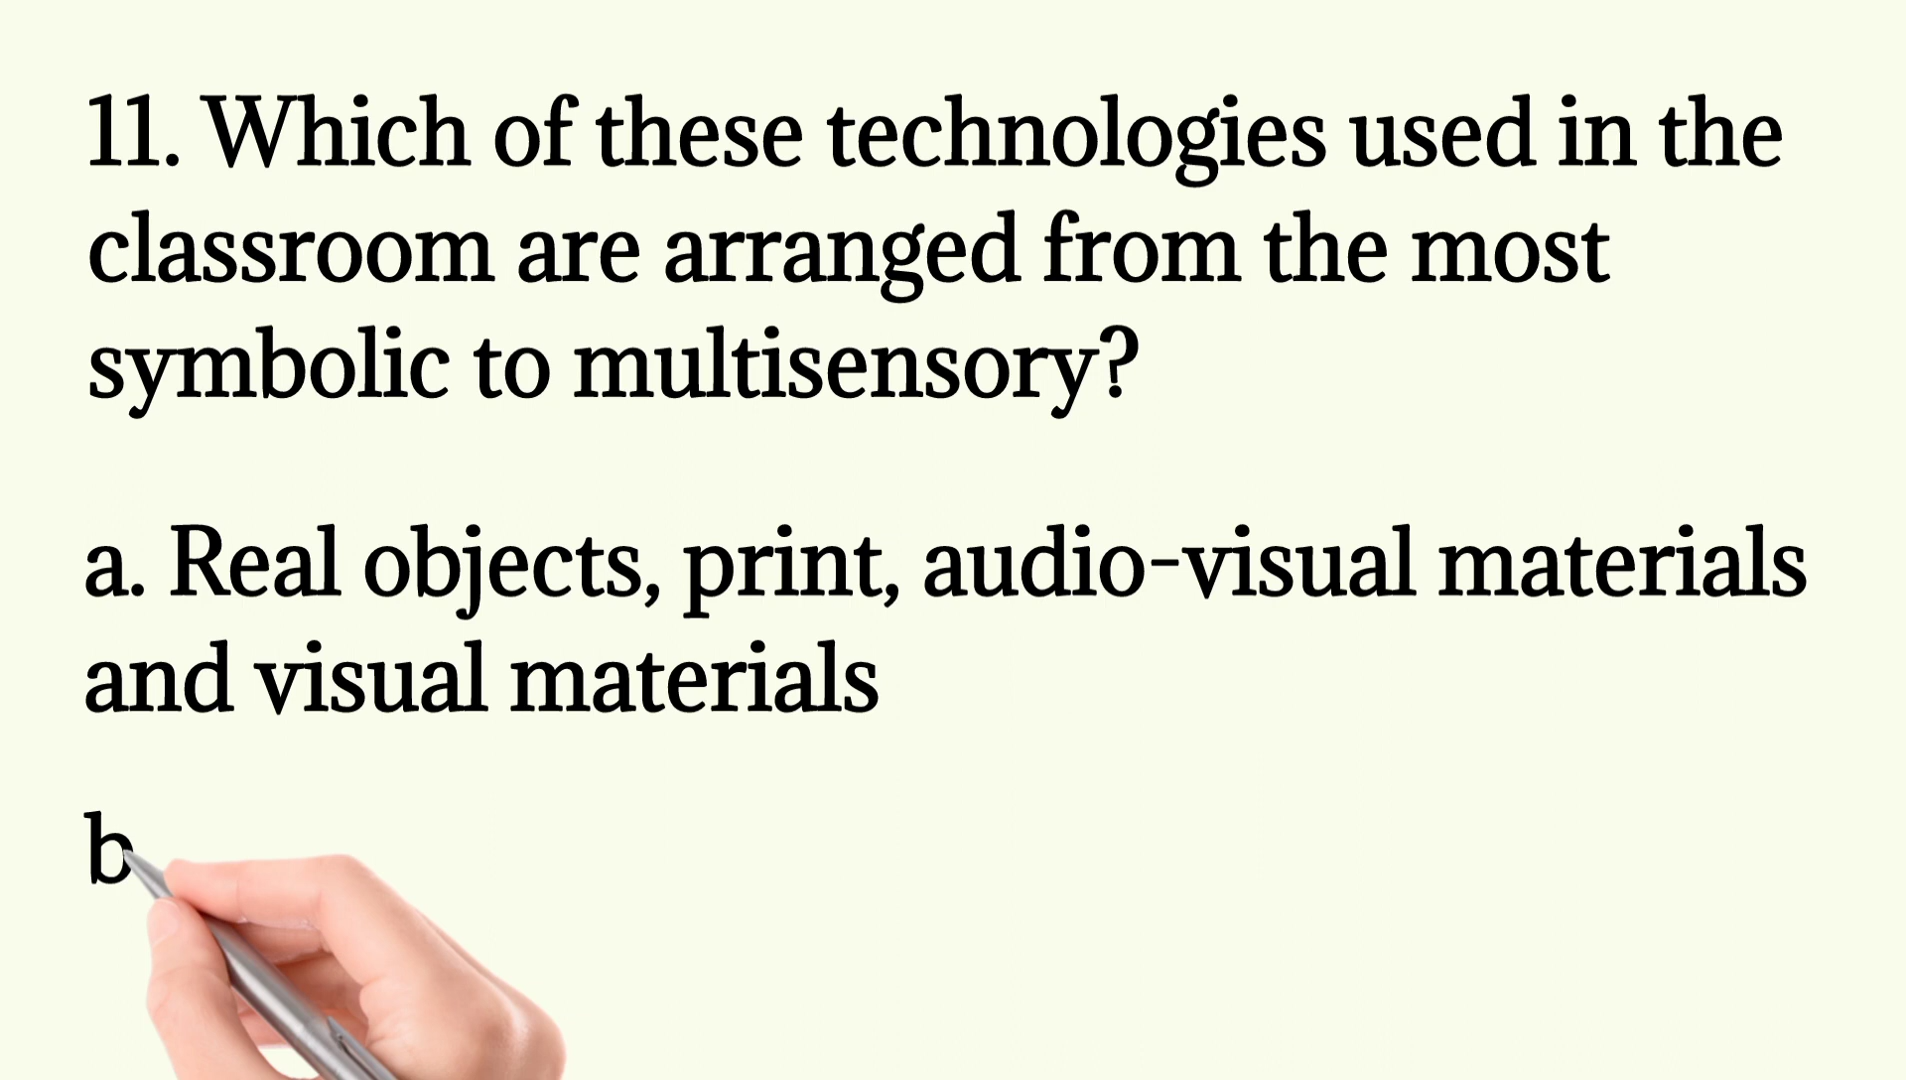 11. Which of these technologies used in the
classroom are arranged from the most
symbolic to multisensory?
a. Real objects, print, audio-visual materials
and visual materials
b